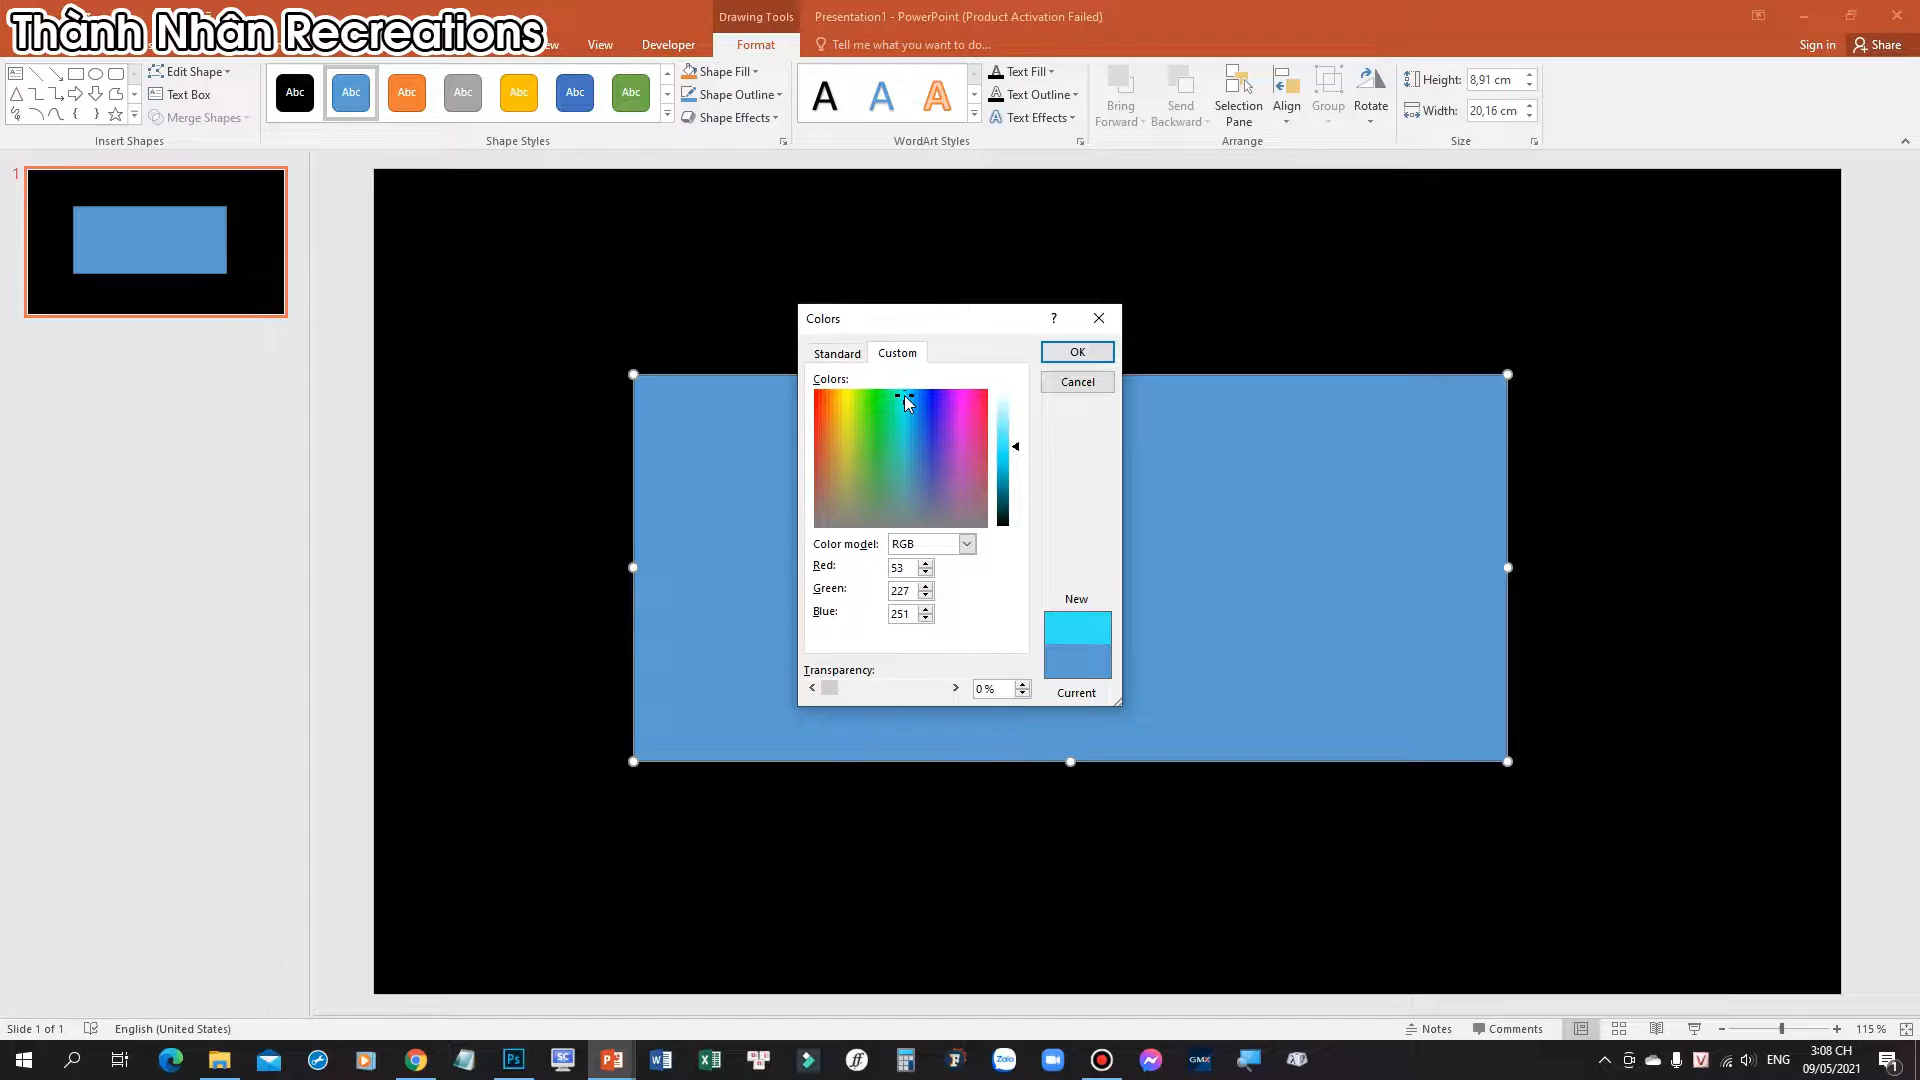 Thành Nhân Recreations
Drawing Tools
Presentation1 - PowerPoint (Product Activation Failed)
View
Developer
Format
Tell me what you want to do...
Sign in
Share
Edit Shape
Text Box
Merge Shapes
Insert Shapes
Abc Abc Abc Abc Abc Abc Abc
Shape Fill
Shape Outline
Shape Effects
Shape Styles
A A A
Text Fill
Text Outline
Text Effects
WordArt Styles
Bring
Forward
Send
Backward
Selection
Pane
Align
Group
Rotate
Arrange
Height: 8,91 cm
Width: 20,16 cm
Size
1
Colors
?
Standard
Custom
OK
Cancel
Colors:
Color model: RGB
Red: 53
Green: 227
Blue: 251
New
Current
Transparency:
0 %
Slide 1 of 1
English (United States)
Notes
Comments
115 %
Ps
SC
W
X
Zalo
GMX
V
ENG
3:08 CH
09/05/2021
1